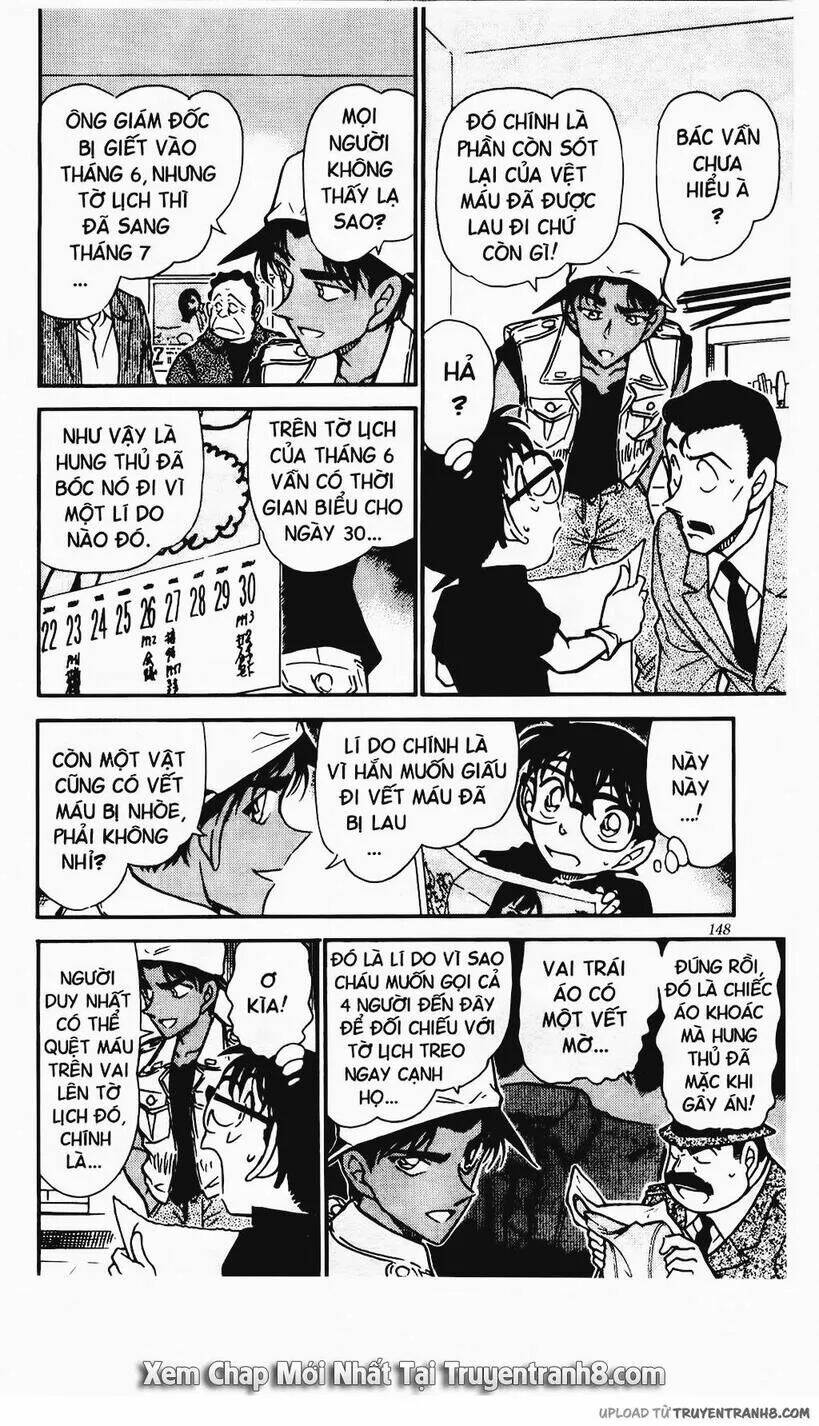 BÁC VẪN
CHƯA
HIỂU À
?
ĐÓ CHÍNH LÀ
PHẦN CÒN SÓT
LẠI CỦA VỆT
MÁU ĐÃ ĐƯỢC
LAU ĐI CHỨ
CÒN GÌ!
HẢ
?
MỌI
NGƯỜI
KHÔNG
THẤY LẠ
SAO?
ÔNG GIÁM ĐỐC
BỊ GIẾT VÀO
THÁNG 6, NHƯNG
TỜ LỊCH THÌ
ĐÃ SANG
THÁNG 7
...
TRÊN TỜ LỊCH
CỦA THÁNG 6
VẪN CÓ THỜI
GIAN BIỂU CHO
NGÀY 30...
NHƯ VẬY LÀ
HUNG THỦ ĐÃ
BÓC NÓ ĐI VÌ
MỘT LÍ DO
NÀO ĐÓ.
22 23 24 25 26 27 28 29 30
NÀY
NÀY
...!
LÍ DO CHÍNH LÀ
VÌ HẮN MUỐN GIẤU
ĐI VẾT MÁU ĐÃ
BỊ LAU
...
CÒN MỘT VẬT
CŨNG CÓ VẾT
MÁU BỊ NHÒE,
PHẢI KHÔNG
NHỈ?
148
ĐÚNG RỒI,
ĐÓ LÀ CHIẾC
ÁO KHOÁC
MÀ HUNG
THỦ ĐÃ
MẶC KHI
GÂY ÁN!
VAI TRÁI
ÁO CÓ
MỘT VẾT
MỜ...
ĐÓ LÀ LÍ DO VÌ SAO
CHÁU MUỐN GỌI CẢ
4 NGƯỜI ĐẾN ĐÂY
ĐỂ ĐỐI CHIẾU VỚI
TỜ LỊCH TREO
NGAY CẠNH
HỌ...
Ơ
KÌA!
NGƯỜI
DUY NHẤT
CÓ THỂ
QUỆT MÁU
TRÊN VAI
LÊN TỜ
LỊCH ĐÓ,
CHÍNH
LÀ...
Xem Chap Mới Nhất Tại Truyentranh8.com
UPLOAD TỪ TRUYENTRANH8.COM